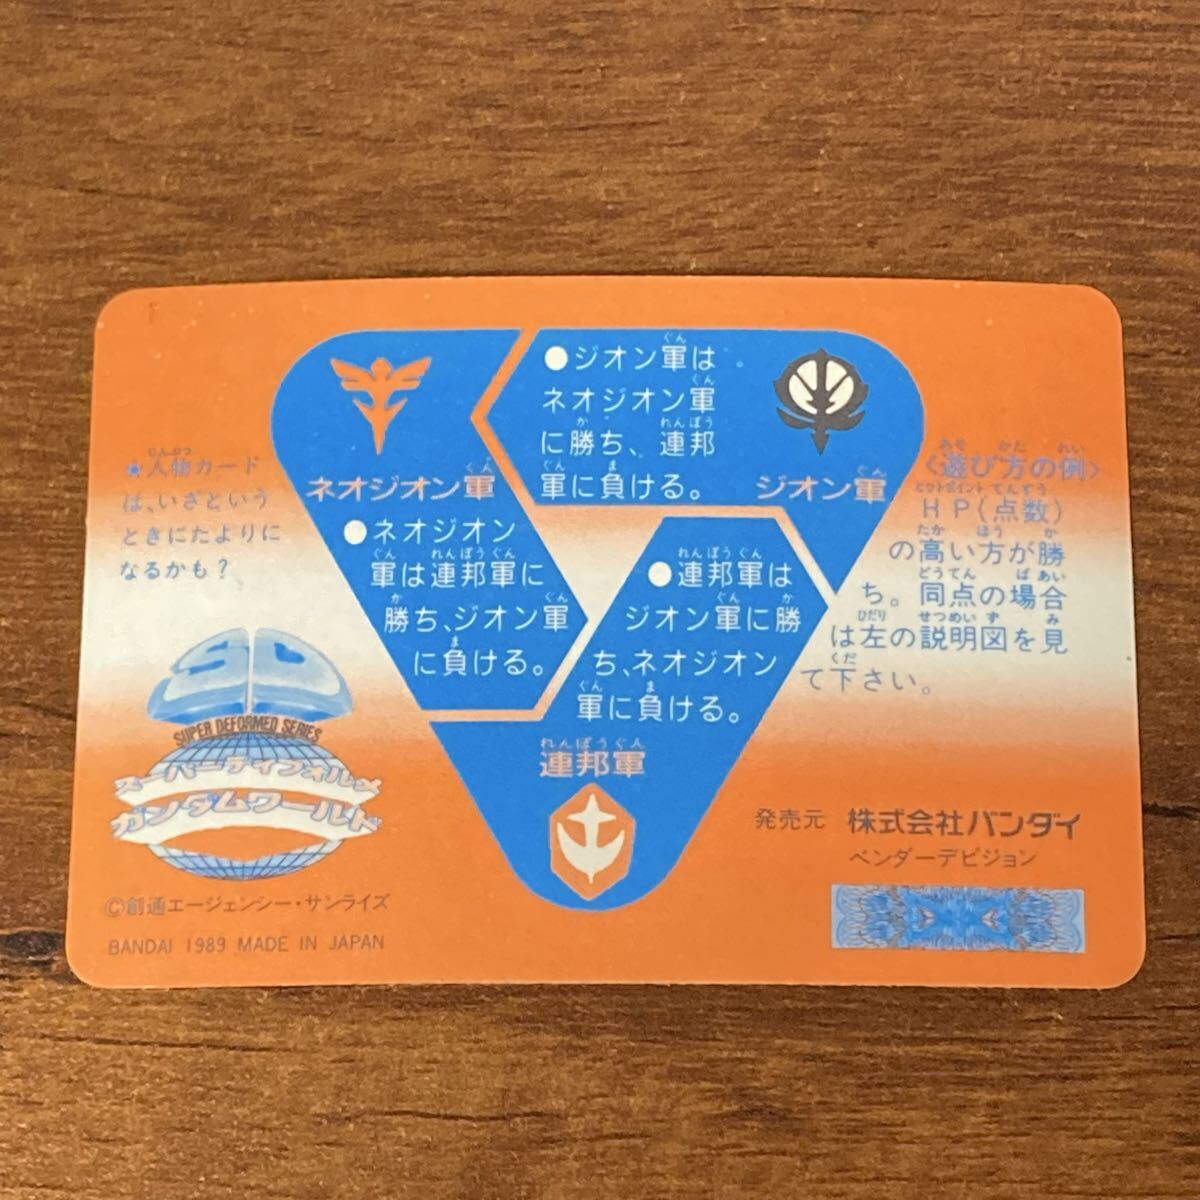 ★人物カード
は、いざという
ときにたよりに
なるかも?
ネオジオン軍
●ネオジオン
軍は連邦軍に
勝ち、ジオン軍
に負ける。
●ジオン軍は
ネオジオン軍
に勝ち、連邦
軍に負ける。
ジオン軍
●連邦軍は
ジオン軍に勝
ち、ネオジオン
軍に負ける。
連邦軍
<遊び方の例>
HP(点数)
の高い方が勝
ち。同点の場合
は左の説明図を見
て下さい。
SD
SUPER DEFORMED SERIES
スーパーディフォルメ
ガンダムワールド
©創通エージェンシー・サンライズ
BANDAI 1989 MADE IN JAPAN
発売元 株式会社バンダイ
ベンダーデビジョン